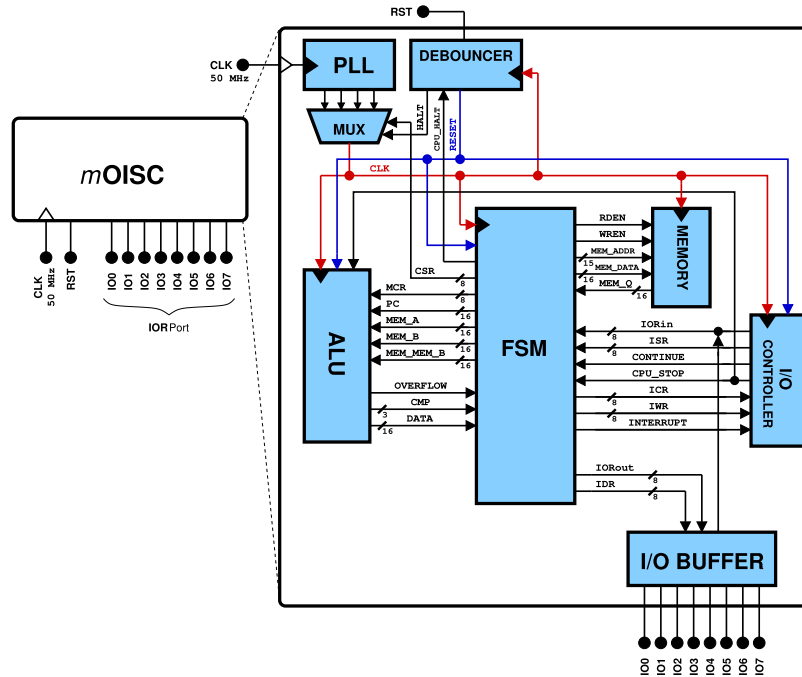 RST
CLK
50 MHz
PLL
DEBOUNCER
MUX
HALT
CPU_HALT
RESET
CLK
mOISC
CLK
50 MHz
RST
IO0
IO1
IO2
IO3
IO4
IO5
IO6
IO7
IORPort
ALU
FSM
MEMORY
I/O
CONTROLLER
CSR
8
MCR
8
PC
16
MEM_A
16
MEM_B
16
MEM_MEM_B
16
OVERFLOW
CMP
3
DATA
16
RDEN
WREN
MEM_ADDR
15
MEM_DATA
16
MEM_Q
16
IORin
8
ISR
8
CONTINUE
CPU_STOP
ICR
8
IWR
8
INTERRUPT
IORout
8
IDR
8
I/O BUFFER
IO0
IO1
IO2
IO3
IO4
IO5
IO6
IO7